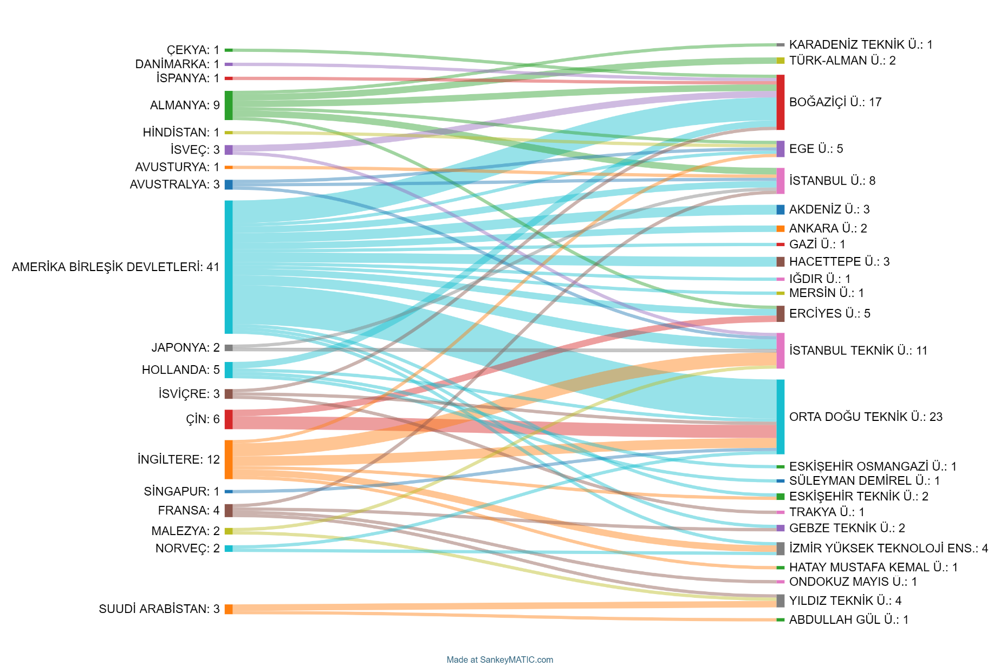 ÇEKYA: 1
DANİMARKA: 1
İSPANYA: 1
ALMANYA: 9
HİNDİSTAN: 1
İSVEÇ: 3
AVUSTURYA: 1
AVUSTRALYA: 3
AMERİKA BİRLEŞİK DEVLETLERİ: 41
JAPONYA: 2
HOLLANDA: 5
İSVİÇRE: 3
ÇİN: 6
İNGİLTERE: 12
SİNGAPUR: 1
FRANSA: 4
MALEZYA: 2
NORVEÇ: 2
SUUDİ ARABİSTAN: 3
KARADENİZ TEKNİK Ü.: 1
TÜRK-ALMAN Ü.: 2
BOĞAZİÇİ Ü.: 17
EGE Ü.: 5
İSTANBUL Ü.: 8
AKDENİZ Ü.: 3
ANKARA Ü.: 2
GAZİ Ü.: 1
HACETTEPE Ü.: 3
IĞDIR Ü.: 1
MERSİN Ü.: 1
ERCİYES Ü.: 5
İSTANBUL TEKNİK Ü.: 11
ORTA DOĞU TEKNİK Ü.: 23
ESKİŞEHİR OSMANGAZİ Ü.: 1
SÜLEYMAN DEMİREL Ü.: 1
ESKİŞEHİR TEKNİK Ü.: 2
TRAKYA Ü.: 1
GEBZE TEKNİK Ü.: 2
İZMİR YÜKSEK TEKNOLOJİ ENS.: 4
HATAY MUSTAFA KEMAL Ü.: 1
ONDOKUZ MAYIS Ü.: 1
YILDIZ TEKNİK Ü.: 4
ABDULLAH GÜL Ü.: 1
Made at SankeyMATIC.com